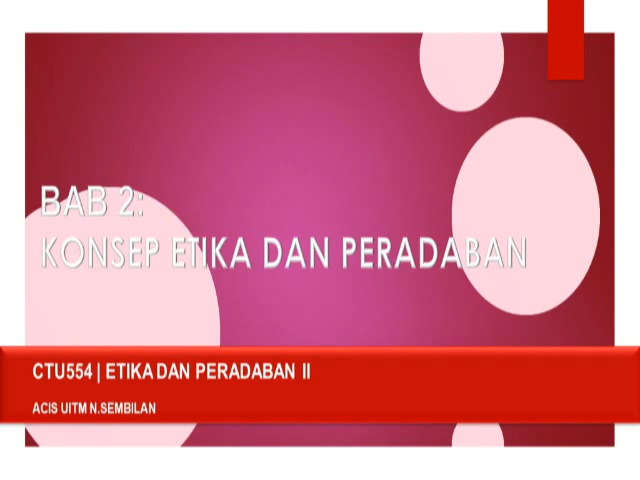 BAB 2:
KONSEP ETIKA DAN PERADABAN
CTU554 | ETIKA DAN PERADABAN II
ACIS UITM N.SEMBILAN